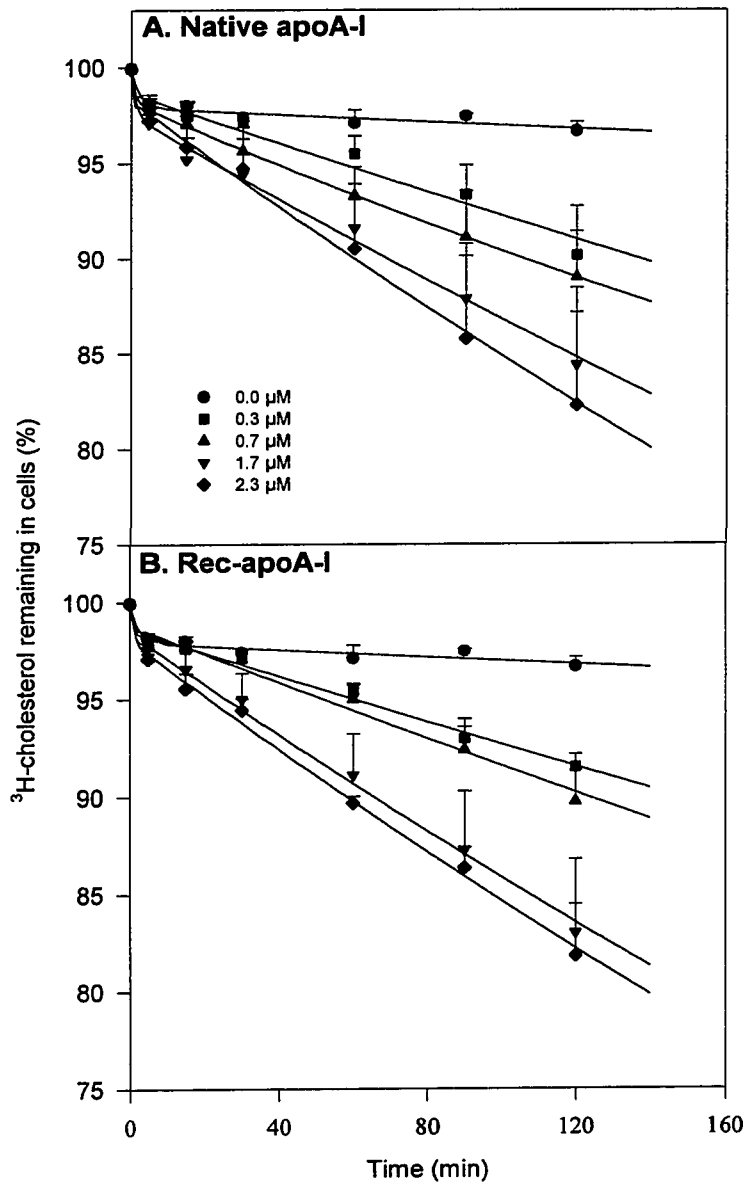 A. Native apoA-I
100
95
90
85
80
75
0.0 µM
0.3 µM
0.7 µM
1.7 µM
2.3 µM
³H-cholesterol remaining in cells (%)
B. Rec-apoA-I
100
95
90
85
80
75
0 40 80 120 160
Time (min)